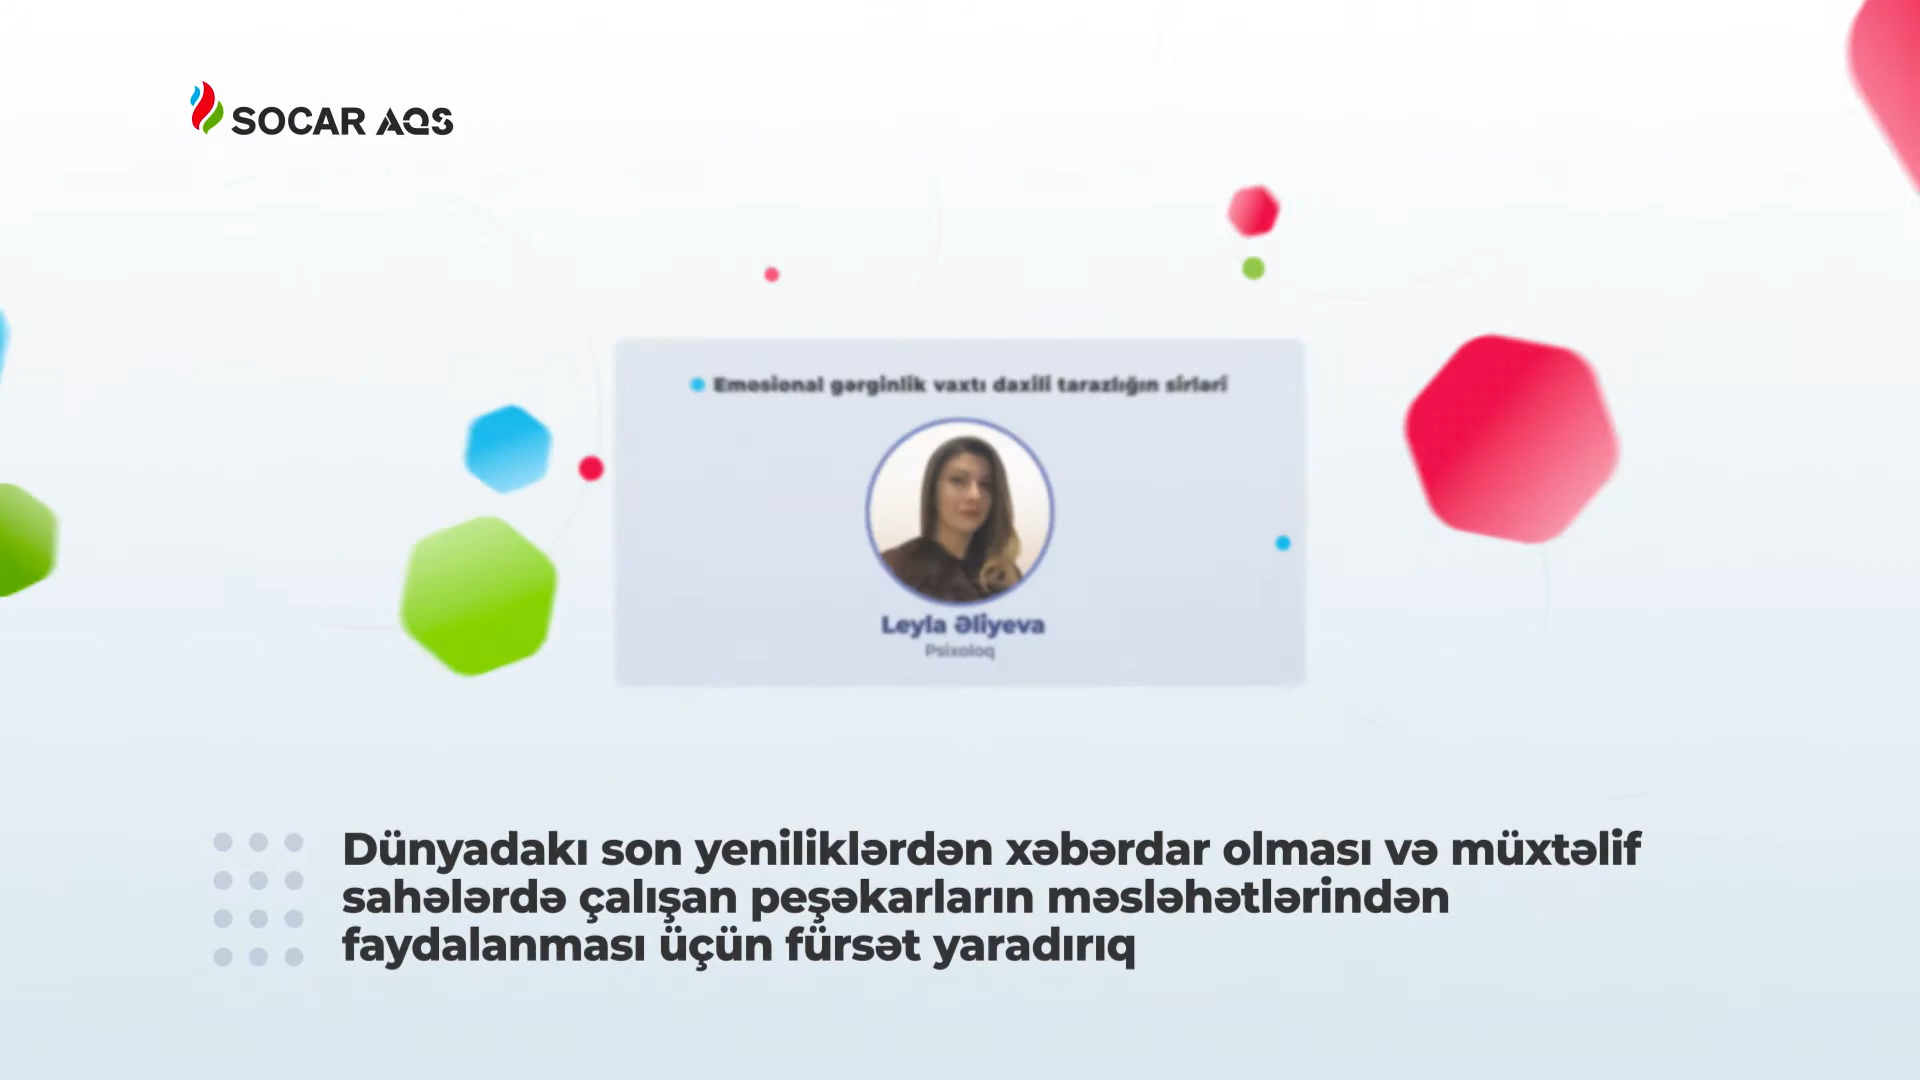 SOCAR AQS
Emosional gərginlik vaxtı daxili tarazlığın sirləri
Leyla Əliyeva
Psixoloq
Dünyadakı son yeniliklərdən xəbərdar olması və müxtəlif
sahələrdə çalışan peşəkarların məsləhətlərindən
faydalanması üçün fürsət yaradırıq